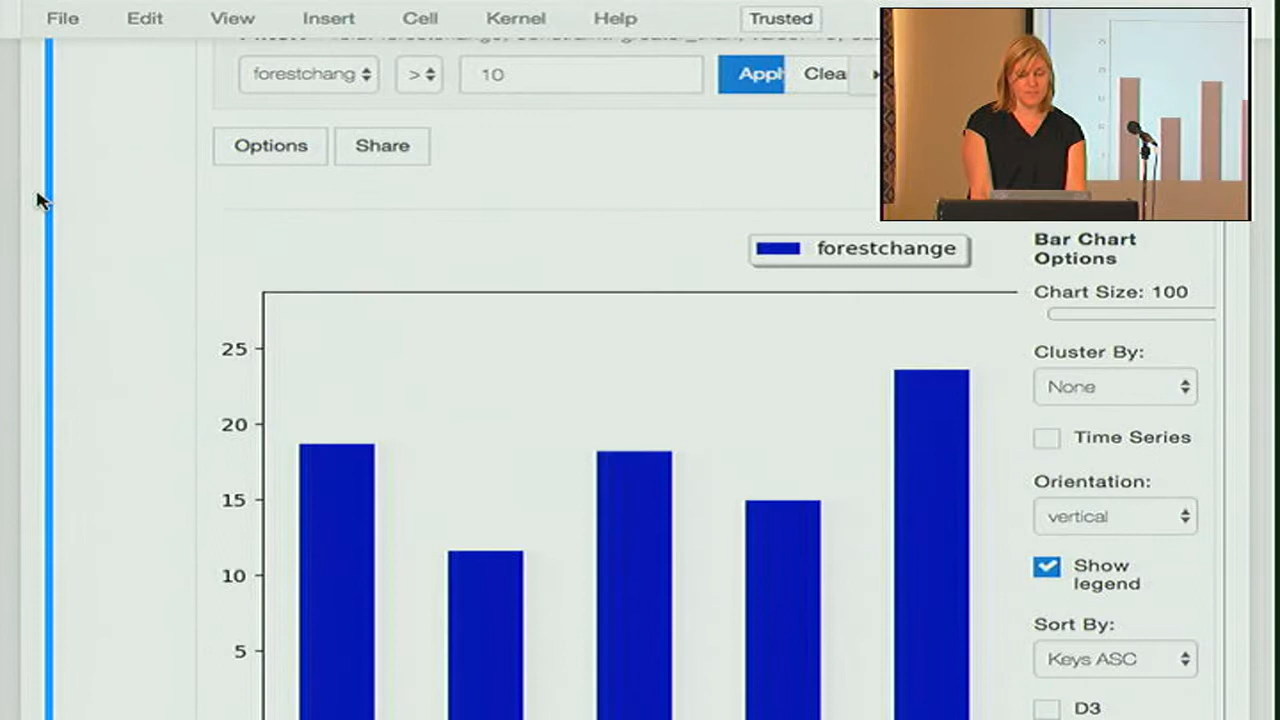 File Edit View Insert Cell Kernel Help Trusted
forestchang > 10 Appl Clea
Options Share
forestchange
Bar Chart
Options
Chart Size: 100
Cluster By:
None
Time Series
Orientation:
vertical
Show
legend
Sort By:
Keys ASC
D3
25
20
15
10
5